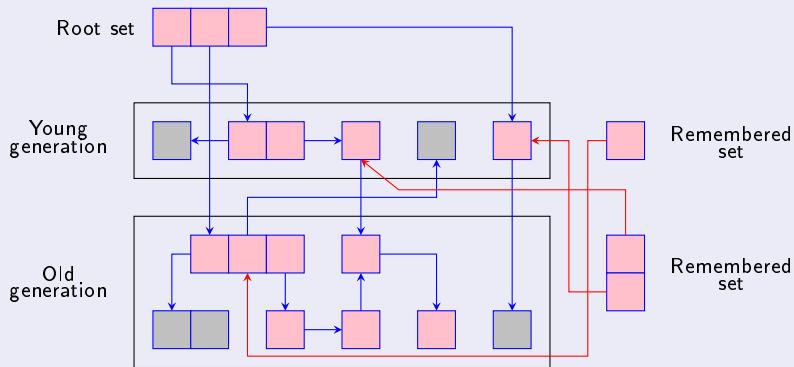 Root set
Young
generation
Remembered
set
Old
generation
Remembered
set